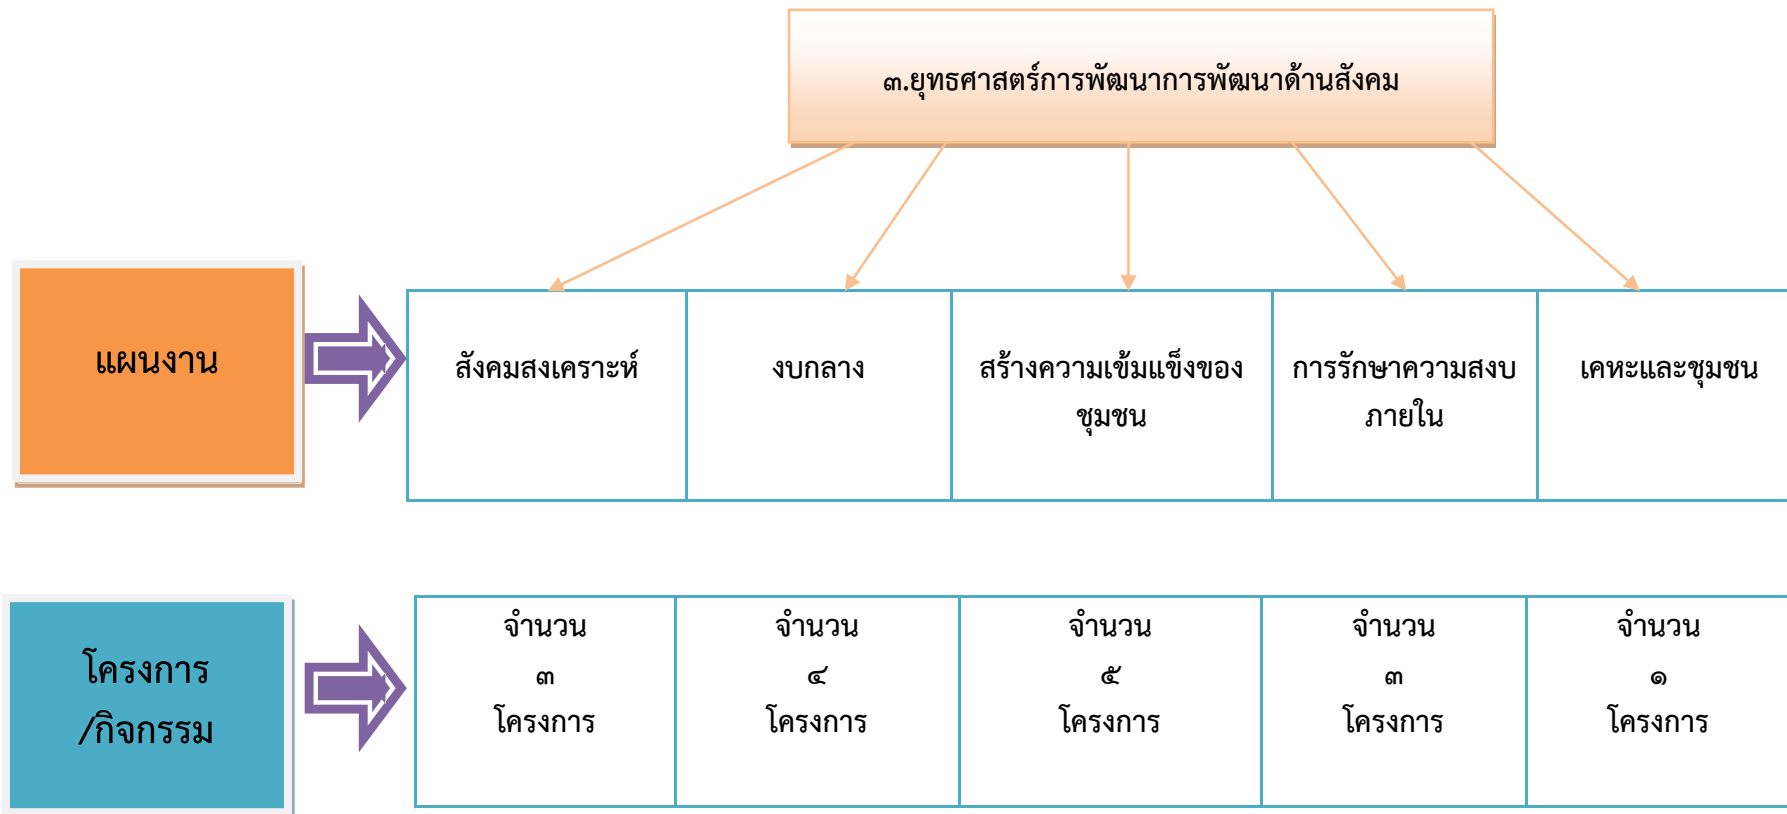 ๓.ยุทธศาสตร์การพัฒนาการพัฒนาด้านสังคม
แผนงาน
สังคมสงเคราะห์
งบกลาง
สร้างความเข้มแข็งของ
ชุมชน
การรักษาความสงบ
ภายใน
เคหะและชุมชน
โครงการ
/กิจกรรม
จำนวน
๓
โครงการ
จำนวน
๔
โครงการ
จำนวน
๕
โครงการ
จำนวน
๓
โครงการ
จำนวน
๑
โครงการ